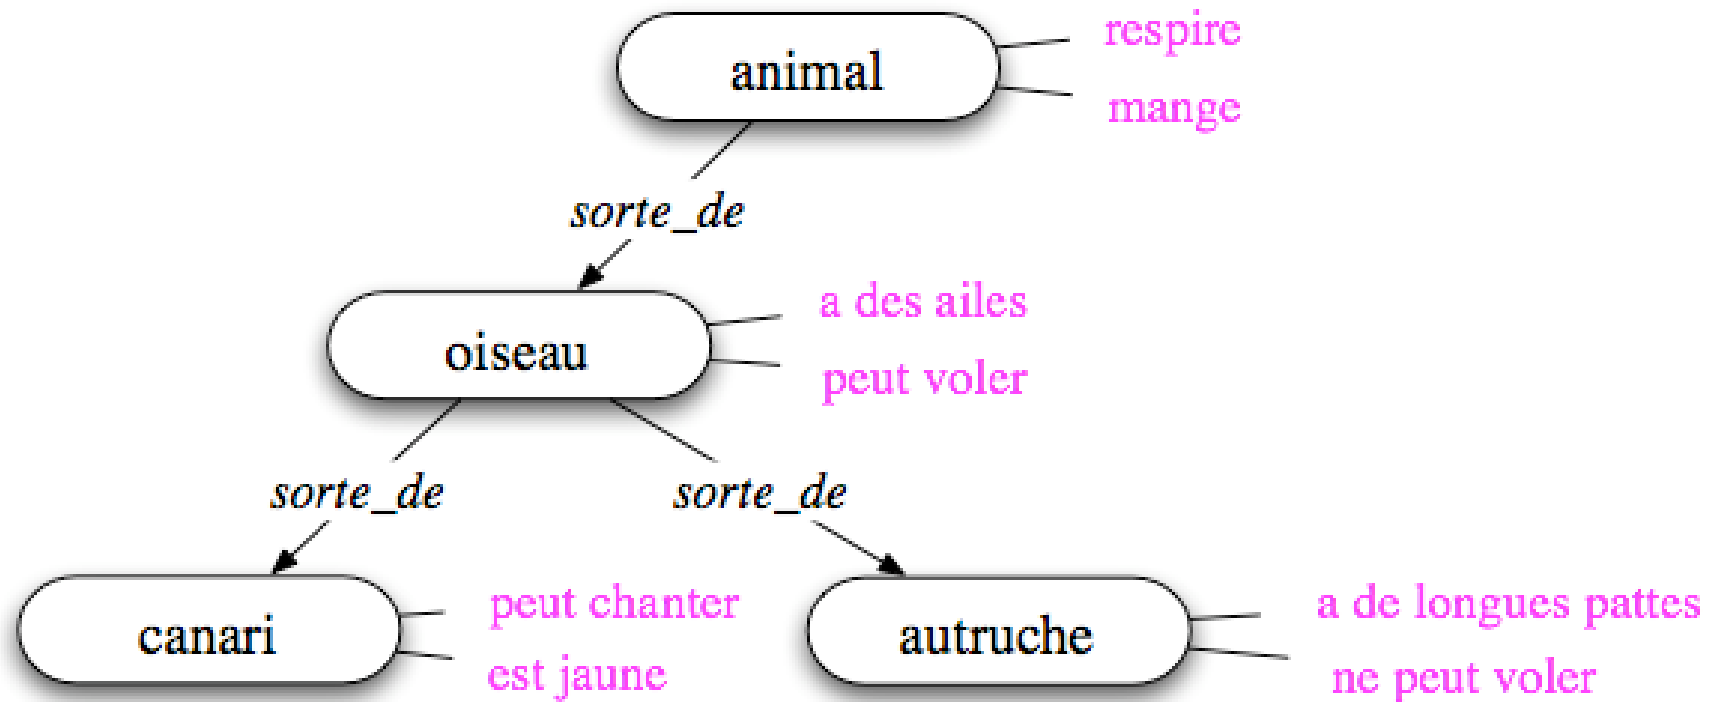 animal
respire
mange
sorte_de
oiseau
a des ailes
peut voler
sorte_de
sorte_de
canari
peut chanter
est jaune
autruche
a de longues pattes
ne peut voler